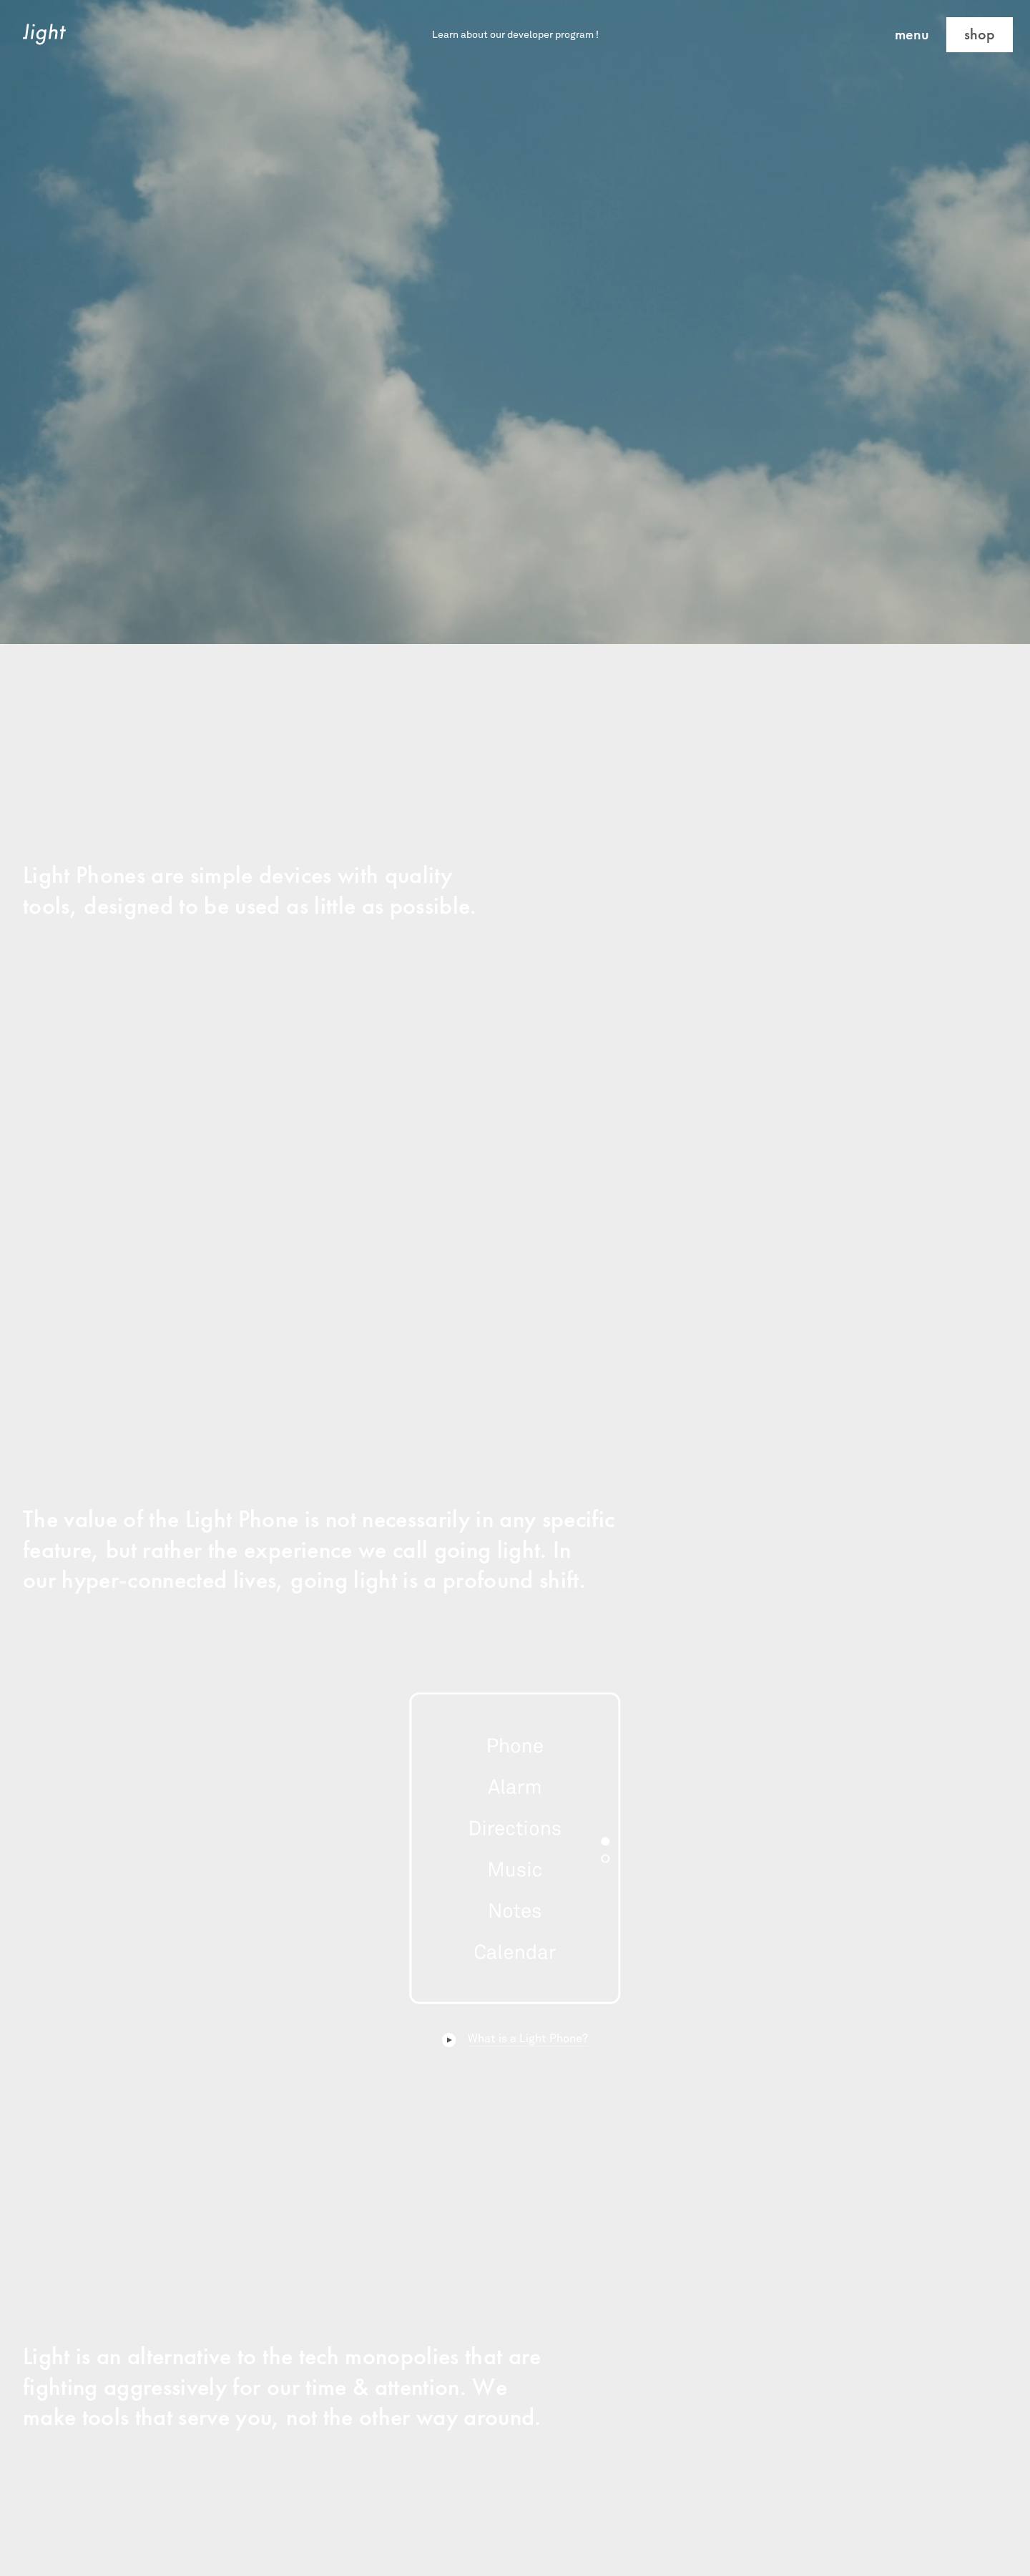 light
Learn about our developer program !
menu
shop
Light Phones are simple devices with quality
tools, designed to be used as little as possible.
The value of the Light Phone is not necessarily in any specific
feature, but rather the experience we call going light. In
our hyper-connected lives, going light is a profound shift.
Phone
Alarm
Directions
Music
Notes
Calendar
What is a Light Phone?
Light is an alternative to the tech monopolies that are
fighting aggressively for our time & attention. We
make tools that serve you, not the other way around.